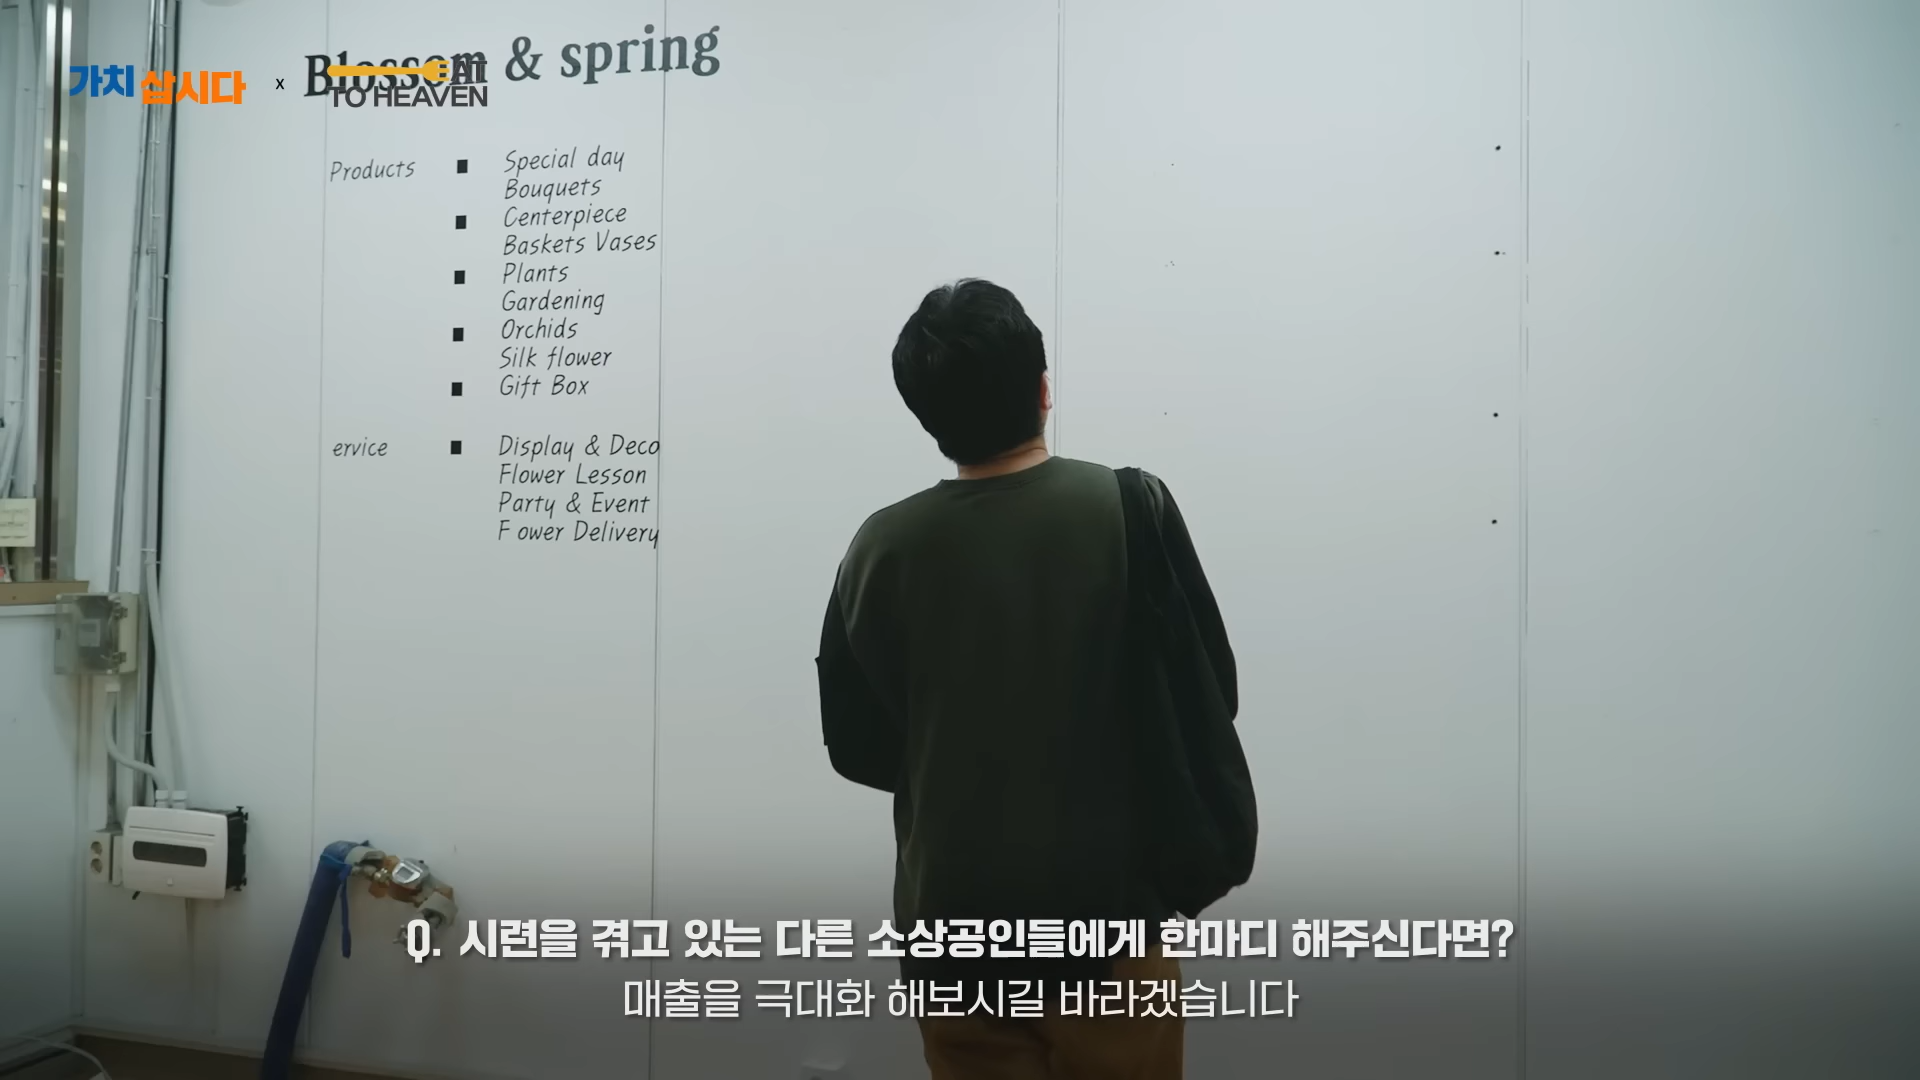 가치 삽시다 x EAT TO HEAVEN
Blossom & spring
Products
Special day
Bouquets
Centerpiece
Baskets Vases
Plants
Gardening
Orchids
Silk flower
Gift Box
ervice
Display & Deco
Flower Lesson
Party & Event
F ower Delivery
Q. 시련을 겪고 있는 다른 소상공인들에게 한마디 해주신다면?
매출을 극대화 해보시길 바라겠습니다